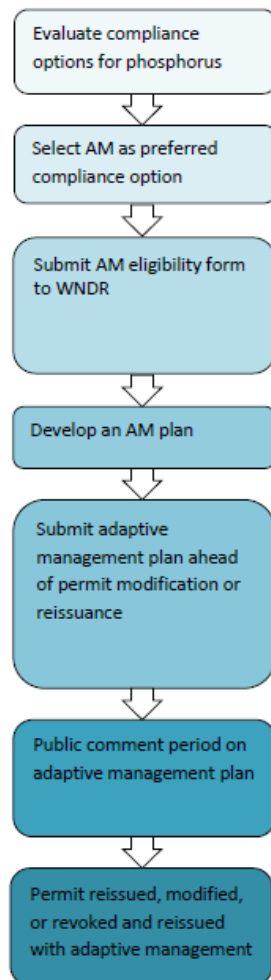 Evaluate compliance
options for phosphorus
Select AM as preferred
compliance option
Submit AM eligibility form
to WNDR
Develop an AM plan
Submit adaptive
management plan ahead
of permit modification or
reissuance
Public comment period on
adaptive management plan
Permit reissued, modified,
or revoked and reissued
with adaptive management